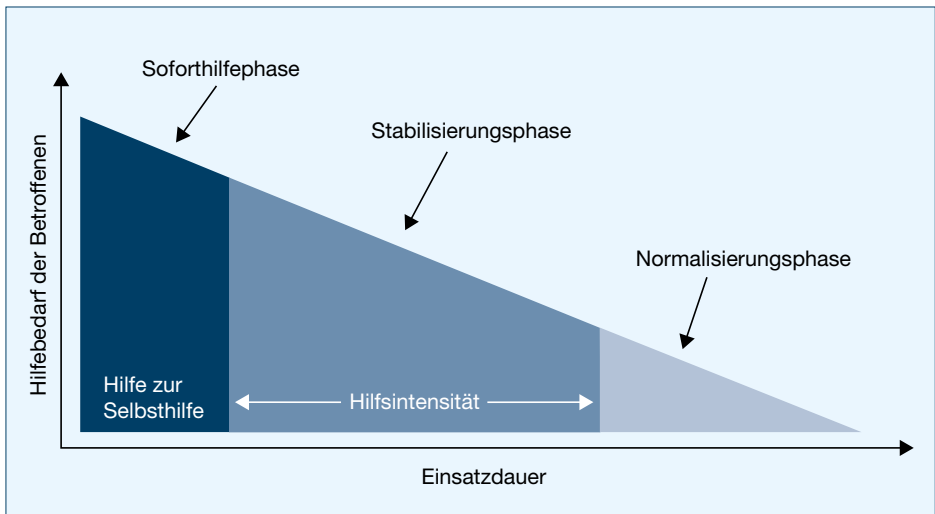 Soforthilfephase
Stabilisierungsphase
Normalisierungsphase
Hilfebedarf der Betroffenen
Hilfe zur
Selbsthilfe
Hilfsintensität
Einsatzdauer